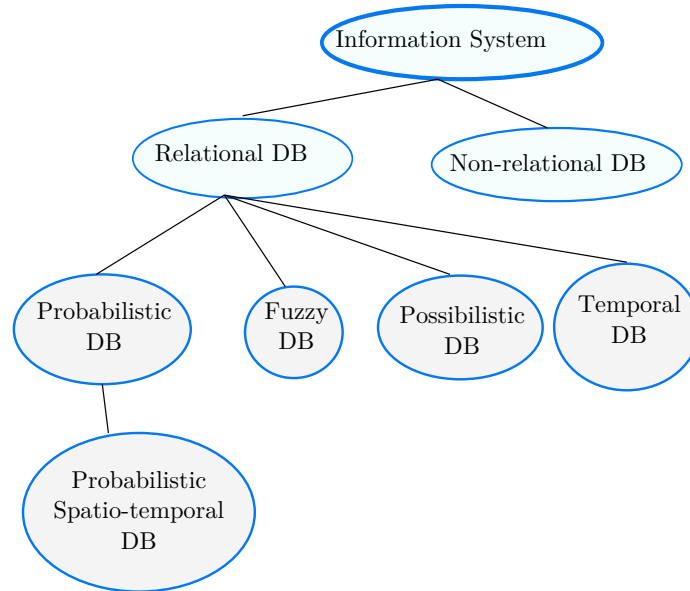 Information System
Relational DB
Non-relational DB
Probabilistic
DB
Fuzzy
DB
Possibilistic
DB
Temporal
DB
Probabilistic
Spatio-temporal
DB